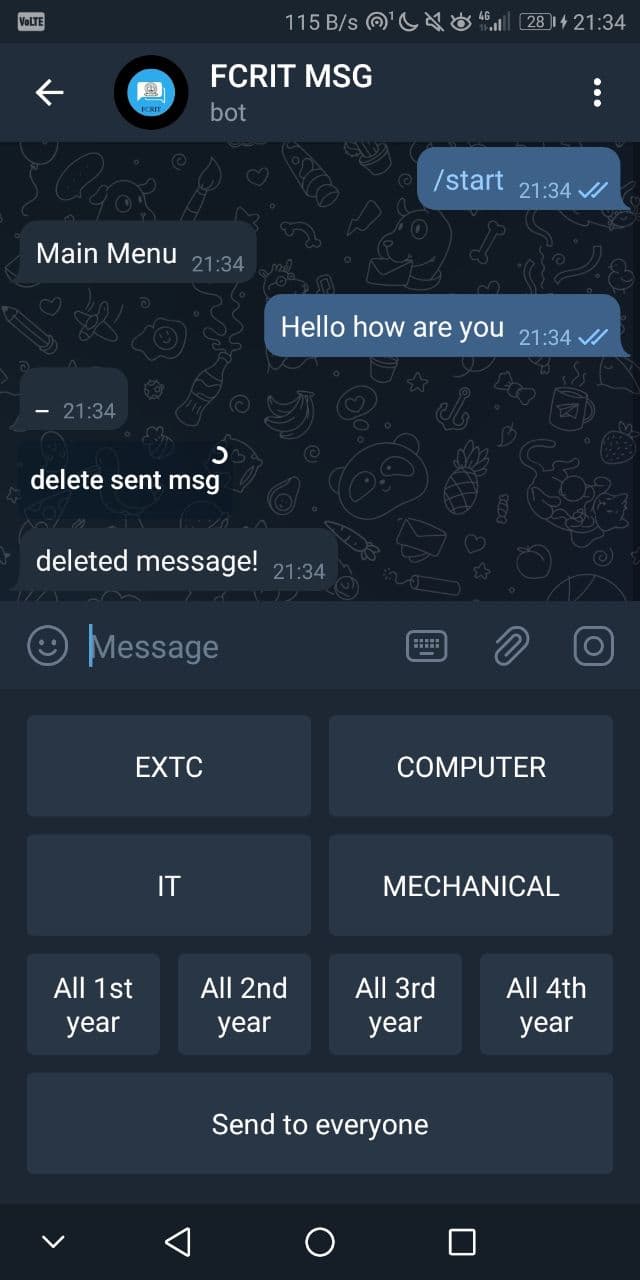 VoLTE 115 B/s 1 4G 28 21:34
FCRIT MSG
FCRIT
bot
/start 21:34
Main Menu 21:34
Hello how are you 21:34
– 21:34
delete sent msg
deleted message! 21:34
Message
EXTC COMPUTER
IT MECHANICAL
All 1st All 2nd All 3rd All 4th
year year year year
Send to everyone